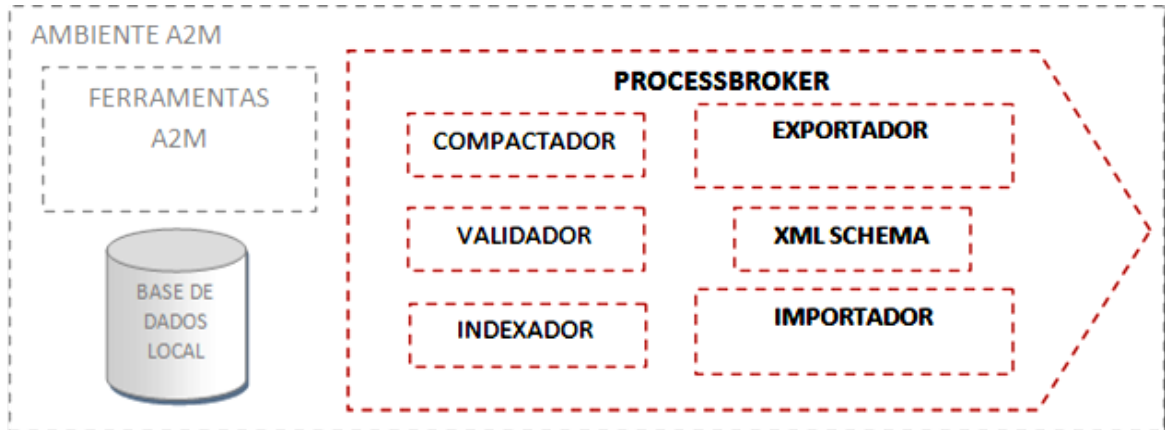 AMBIENTE A2M
FERRAMENTAS
A2M
BASE DE
DADOS
LOCAL
PROCESSBROKER
COMPACTADOR
EXPORTADOR
VALIDADOR
XML SCHEMA
INDEXADOR
IMPORTADOR